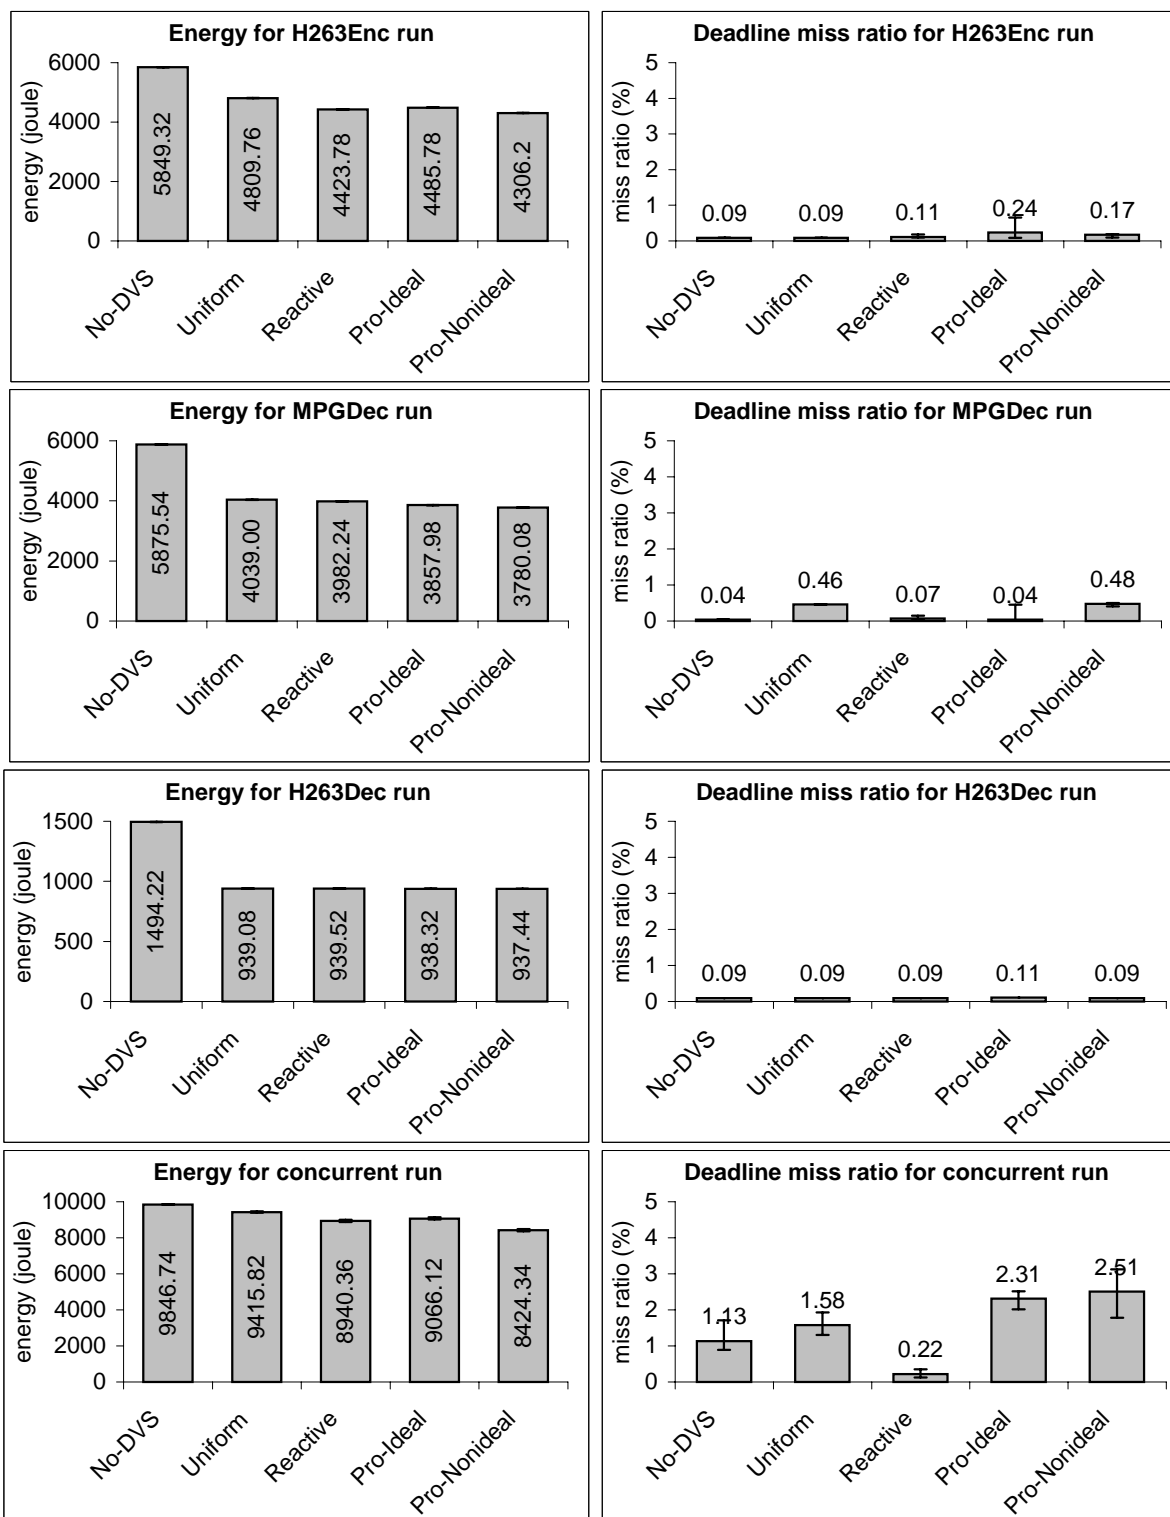 Energy for H263Enc run
energy (joule)
6000
4000
2000
0
5849.32
4809.76
4423.78
4485.78
4306.2
No-DVS
Uniform
Reactive
Pro-Ideal
Pro-Nonideal
Deadline miss ratio for H263Enc run
miss ratio (%)
5
4
3
2
1
0
0.09
0.09
0.11
0.24
0.17
No-DVS
Uniform
Reactive
Pro-Ideal
Pro-Nonideal
Energy for MPGDec run
energy (joule)
6000
4000
2000
0
5875.54
4039.00
3982.24
3857.98
3780.08
No-DVS
Uniform
Reactive
Pro-Ideal
Pro-Nonideal
Deadline miss ratio for MPGDec run
miss ratio (%)
5
4
3
2
1
0
0.04
0.46
0.07
0.04
0.48
No-DVS
Uniform
Reactive
Pro-Ideal
Pro-Nonideal
Energy for H263Dec run
energy (joule)
1500
1000
500
0
1494.22
939.08
939.52
938.32
937.44
No-DVS
Uniform
Reactive
Pro-Ideal
Pro-Nonideal
Deadline miss ratio for H263Dec run
miss ratio (%)
5
4
3
2
1
0
0.09
0.09
0.09
0.11
0.09
No-DVS
Uniform
Reactive
Pro-Ideal
Pro-Nonideal
Energy for concurrent run
energy (joule)
10000
8000
6000
4000
2000
0
9846.74
9415.82
8940.36
9066.12
8424.34
No-DVS
Uniform
Reactive
Pro-Ideal
Pro-Nonideal
Deadline miss ratio for concurrent run
miss ratio (%)
5
4
3
2
1
0
1.13
1.58
0.22
2.31
2.51
No-DVS
Uniform
Reactive
Pro-Ideal
Pro-Nonideal